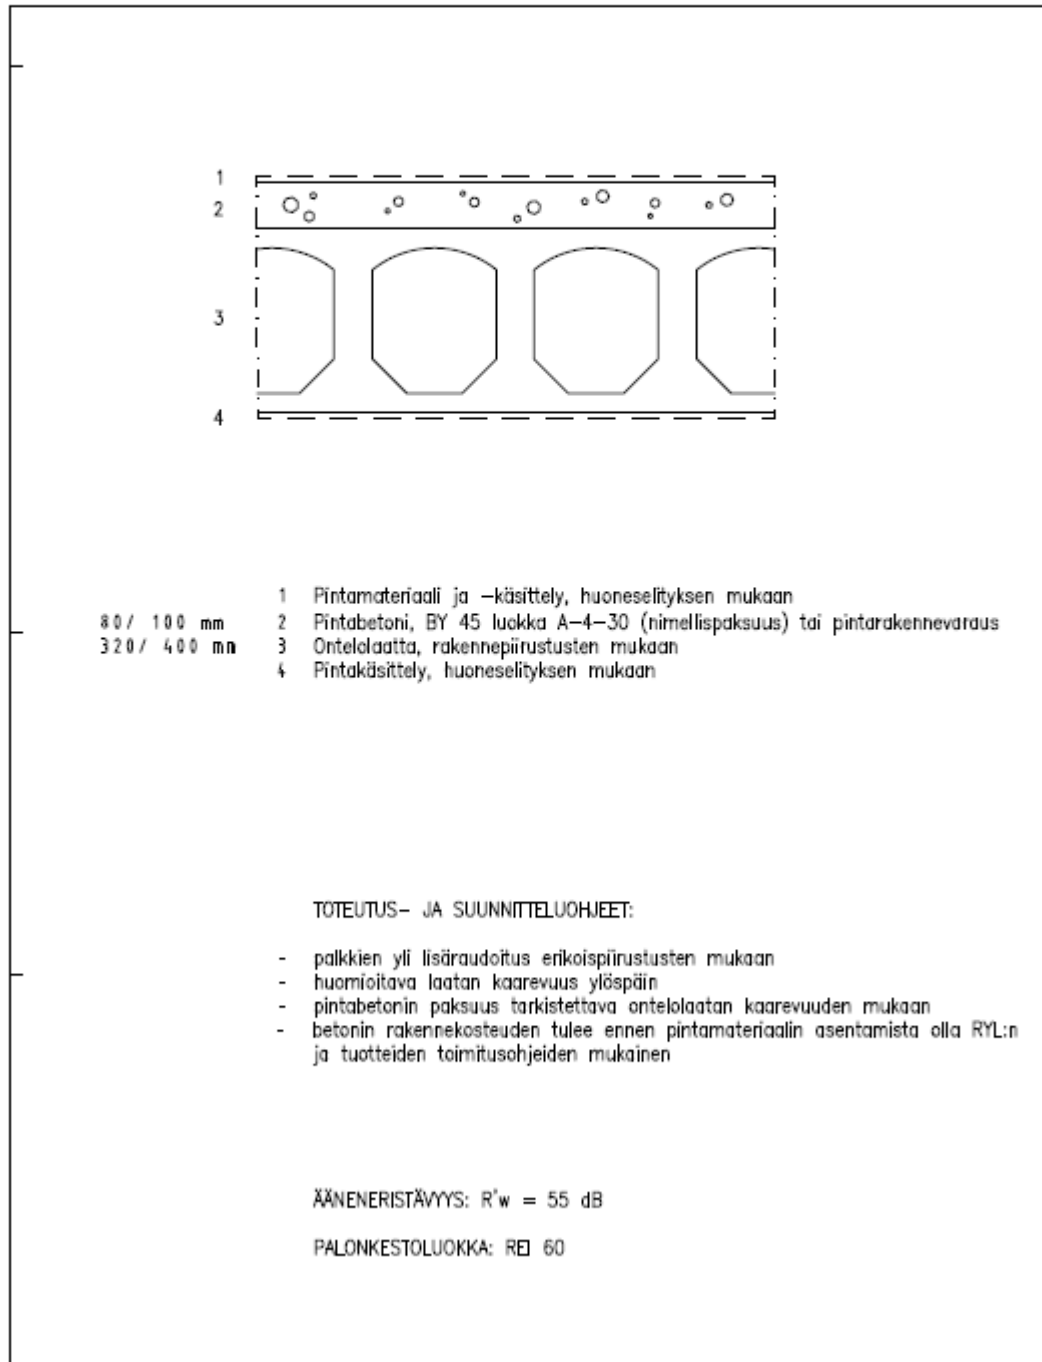 1
2
3
4
1 Pintamateriaali ja -käsittely, huoneselityksen mukaan
80/ 100 mm 2 Pintabetoni, BY 45 luokka A-4-30 (nimellispaksuus) tai pintarakennevaraus
320/ 400 mm 3 Ontelolaatta, rakennepiirustusten mukaan
4 Pintakäsittely, huoneselityksen mukaan
TOTEUTUS- JA SUUNNITTELUOHJEET:
- palkkien yli lisäraudoitus erikoispiirustusten mukaan
- huomioitava laatan kaarevuus ylöspäin
- pintabetonin paksuus tarkistettava ontelolaatan kaarevuuden mukaan
- betonin rakennekosteuden tulee ennen pintamateriaalin asentamista olla RYL:n
ja tuotteiden toimitusohjeiden mukainen
ÄÄNENERISTÄVYYS: R'w = 55 dB
PALONKESTOLUOKKA: REI 60